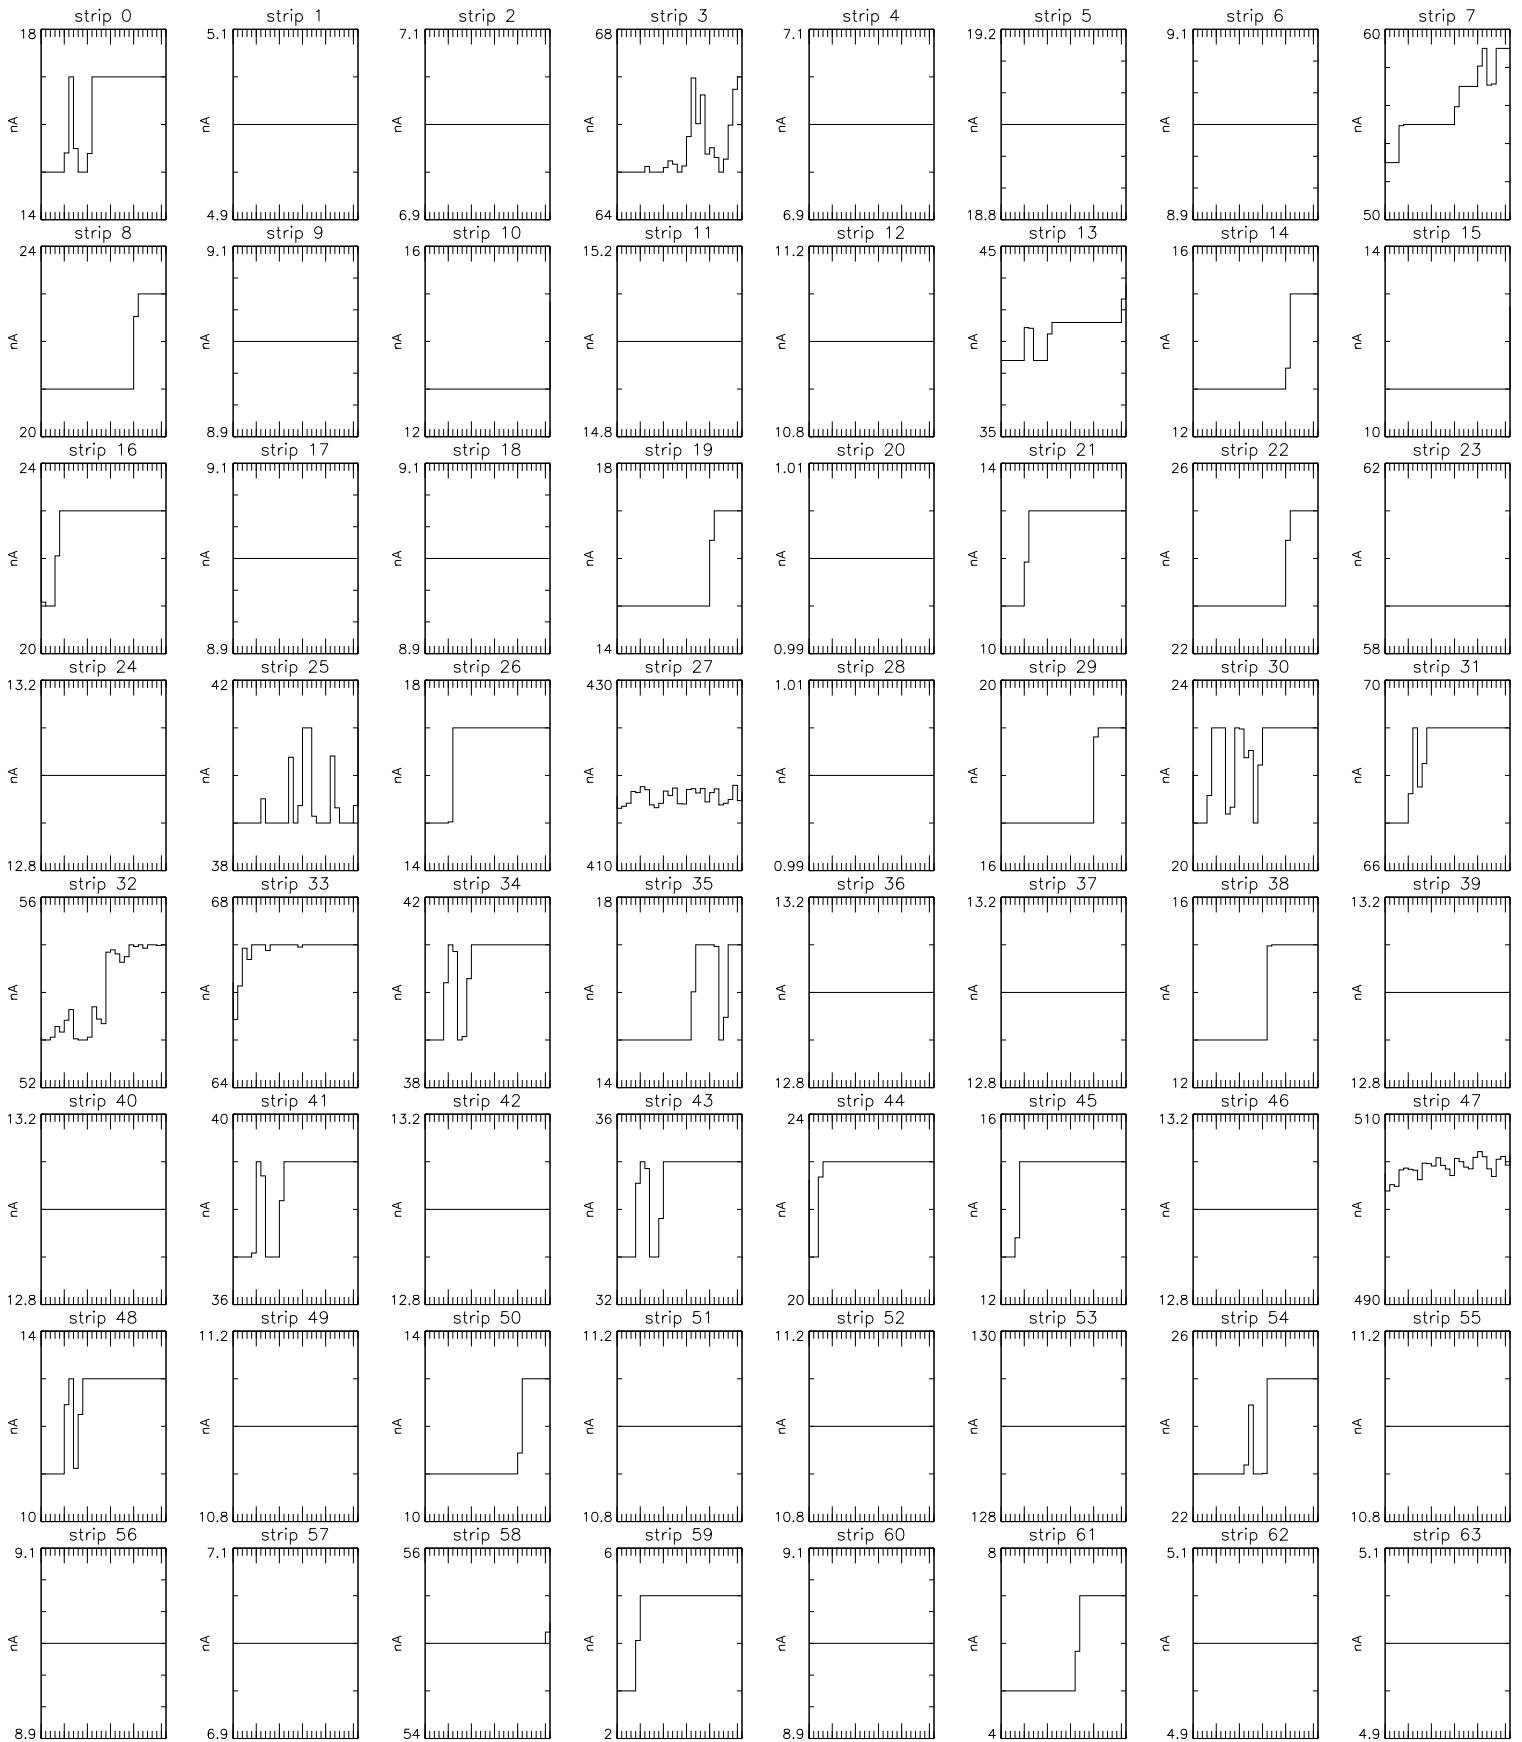 strip 0 strip 1 strip 2 strip 3 strip 4 strip 5 strip 6 strip 7
18 5.1 7.1 68 7.1 19.2 9.1 60
nA nA nA nA nA nA nA nA
14 4.9 6.9 64 6.9 18.8 8.9 50
strip 8 strip 9 strip 10 strip 11 strip 12 strip 13 strip 14 strip 15
24 9.1 16 15.2 11.2 45 16 14
nA nA nA nA nA nA nA nA
20 8.9 12 14.8 10.8 35 12 10
strip 16 strip 17 strip 18 strip 19 strip 20 strip 21 strip 22 strip 23
24 9.1 9.1 18 1.01 14 26 62
nA nA nA nA nA nA nA nA
20 8.9 8.9 14 0.99 10 22 58
strip 24 strip 25 strip 26 strip 27 strip 28 strip 29 strip 30 strip 31
13.2 42 18 430 1.01 20 24 70
nA nA nA nA nA nA nA nA
12.8 38 14 410 0.99 16 20 66
strip 32 strip 33 strip 34 strip 35 strip 36 strip 37 strip 38 strip 39
56 68 42 18 13.2 13.2 16 13.2
nA nA nA nA nA nA nA nA
52 64 38 14 12.8 12.8 12 12.8
strip 40 strip 41 strip 42 strip 43 strip 44 strip 45 strip 46 strip 47
13.2 40 13.2 36 24 16 13.2 510
nA nA nA nA nA nA nA nA
12.8 36 12.8 32 20 12 12.8 490
strip 48 strip 49 strip 50 strip 51 strip 52 strip 53 strip 54 strip 55
14 11.2 14 11.2 11.2 130 26 11.2
nA nA nA nA nA nA nA nA
10 10.8 10 10.8 10.8 128 22 10.8
strip 56 strip 57 strip 58 strip 59 strip 60 strip 61 strip 62 strip 63
9.1 7.1 56 6 9.1 8 5.1 5.1
nA nA nA nA nA nA nA nA
8.9 6.9 54 2 8.9 4 4.9 4.9